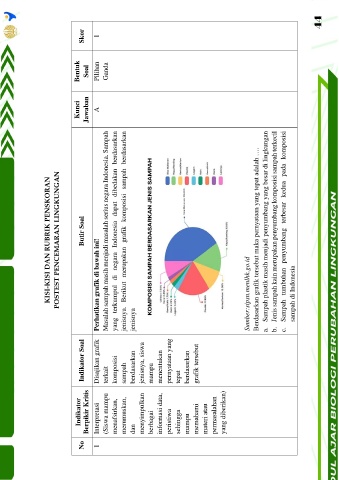 KISI-KISI DAN RUBRIK PENSKORAN
POSTEST PENCEMARAN LINGKUNGAN
No
Indikator
Berpikir Kritis
Indikator Soal
Butir Soal
Kunci
Jawaban
Bentuk
Soal
Skor
1
Interpretasi
(Siswa mampu
menafsirkan,
memutuskan,
dan
menyimpulkan
berbagai
informasi data,
peristiwa
sehingga
mampu
memahami
materi atau
permasalahan
yang diberikan)
Disajikan grafik
terkait
komposisi
sampah
berdasarkan
jenisnya, siswa
mampu
menentukan
pernyataan yang
tepat
berdasarkan
grafik tersebut
Perhatikan grafik di bawah ini!
Masalah sampah masih menjadi masalah serius negara Indonesia. Sampah
yang terkumpul di negara Indonesia dapat dibedakan berdasarkan
jenisnya. Berikut merupakan grafik komposisi sampah berdasarkan
jenisnya
KOMPOSISI SAMPAH BERDASARKAN JENIS SAMPAH
Sumber:sipsn.menlhk.go.id
Berdasarkan grafik tersebut maka pernyataan yang tepat adalah ....
a. Sampah plastik masih menjadi penyumbang yang besar di lingkungan
b. Jenis sampah kain merupakan penyumbang komposisi sampah terkecil
c. Sampah tumbuhan penyumbang terbesar kedua pada komposisi
sampah di Indonesia
A
Pilihan
Ganda
1
44
MODUL AJAR BIOLOGI PERUBAHAN LINGKUNGAN